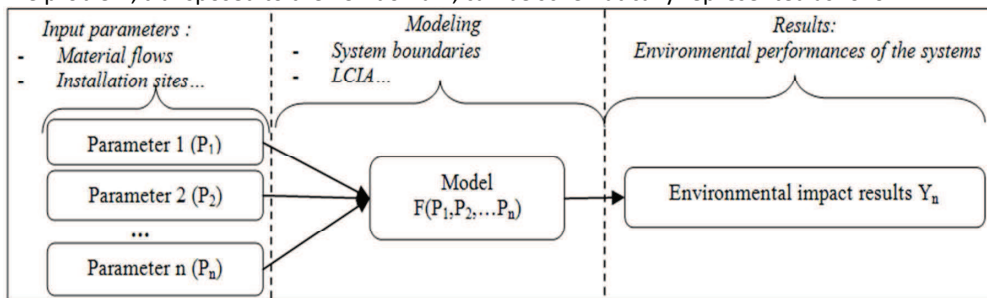 Input parameters :
- Material flows
- Installation sites…
Modeling
- System boundaries
- LCIA…
Results:
Environmental performances of the systems
Parameter 1 (P1)
Parameter 2 (P2)
...
Parameter n (Pn)
Model
F(P1,P2,…Pn)
Environmental impact results Yn